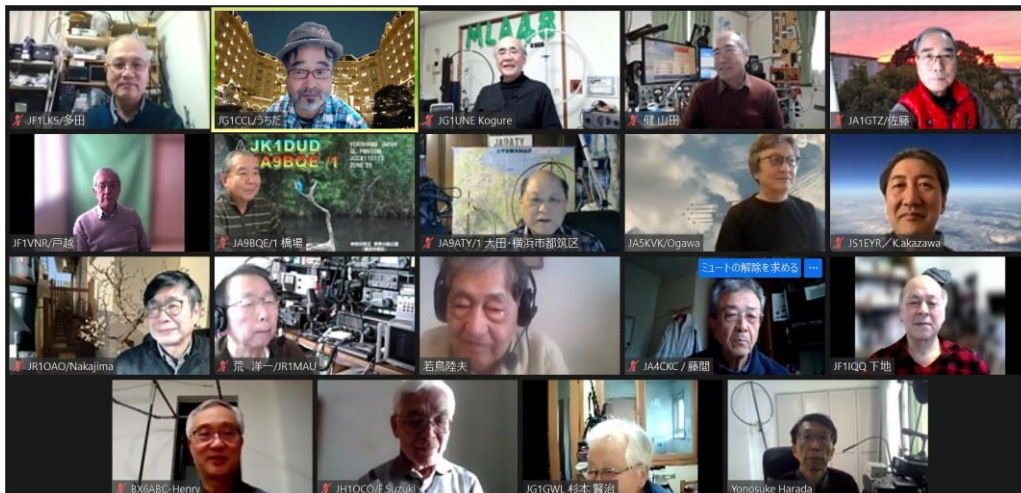 JF1LKS/多田
JG1CCL/うちだ
MLA48
JG1UNE Kogure
健 山田
JA1GTZ/佐藤
JF1VNR/戸越
JK1DUD
JA9BQE/1
YOKOHAMA JAPAN
JA9BQE/1 橋場
JA9ATY
JA9ATY/1 大田・横浜市都筑区
JA5KVK/Ogawa
JS1EYR／K.akazawa
JR1OAO/Nakajima
荒 洋一/JR1MAU
若鳥陸夫
ミュートの解除を求める
...
JA4CKC / 藤間
JF1IQQ 下地
BX6ABC-Henry
JH1OCO/F.Suzuki
JG1GWL 杉本 賢治
Yonosuke Harada